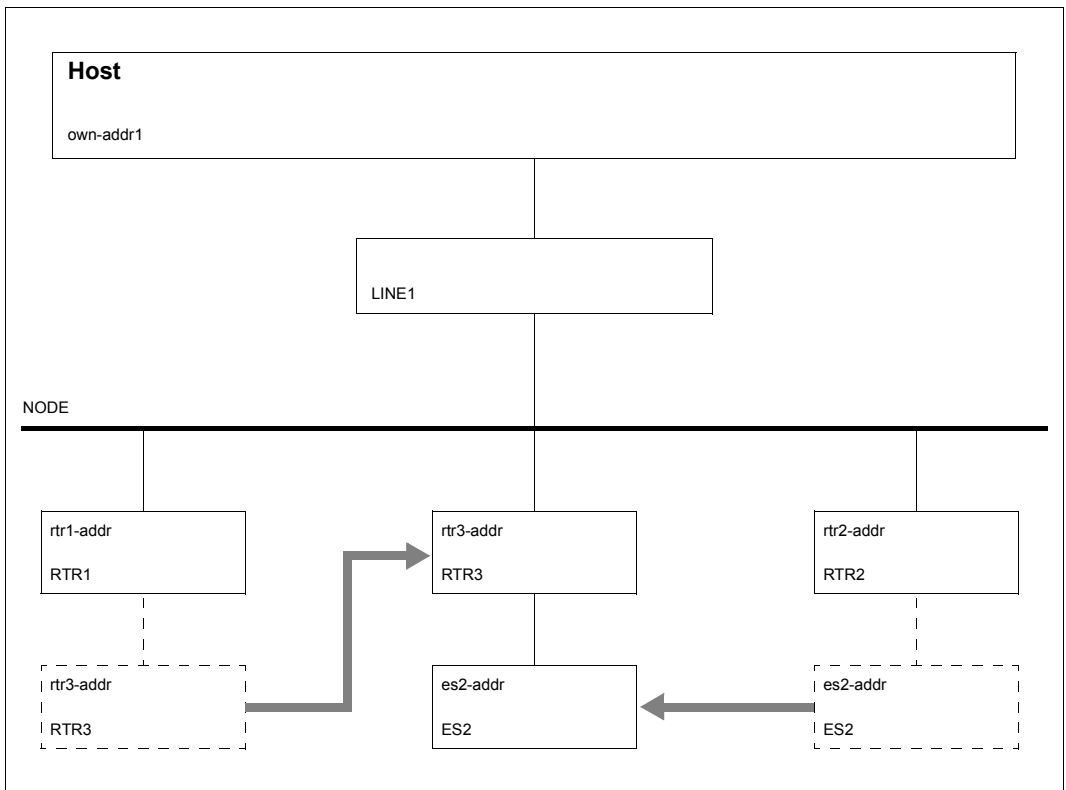 Host
own-addr1
LINE1
NODE
rtr1-addr
RTR1
rtr3-addr
RTR3
rtr2-addr
RTR2
rtr3-addr
RTR3
es2-addr
ES2
es2-addr
ES2